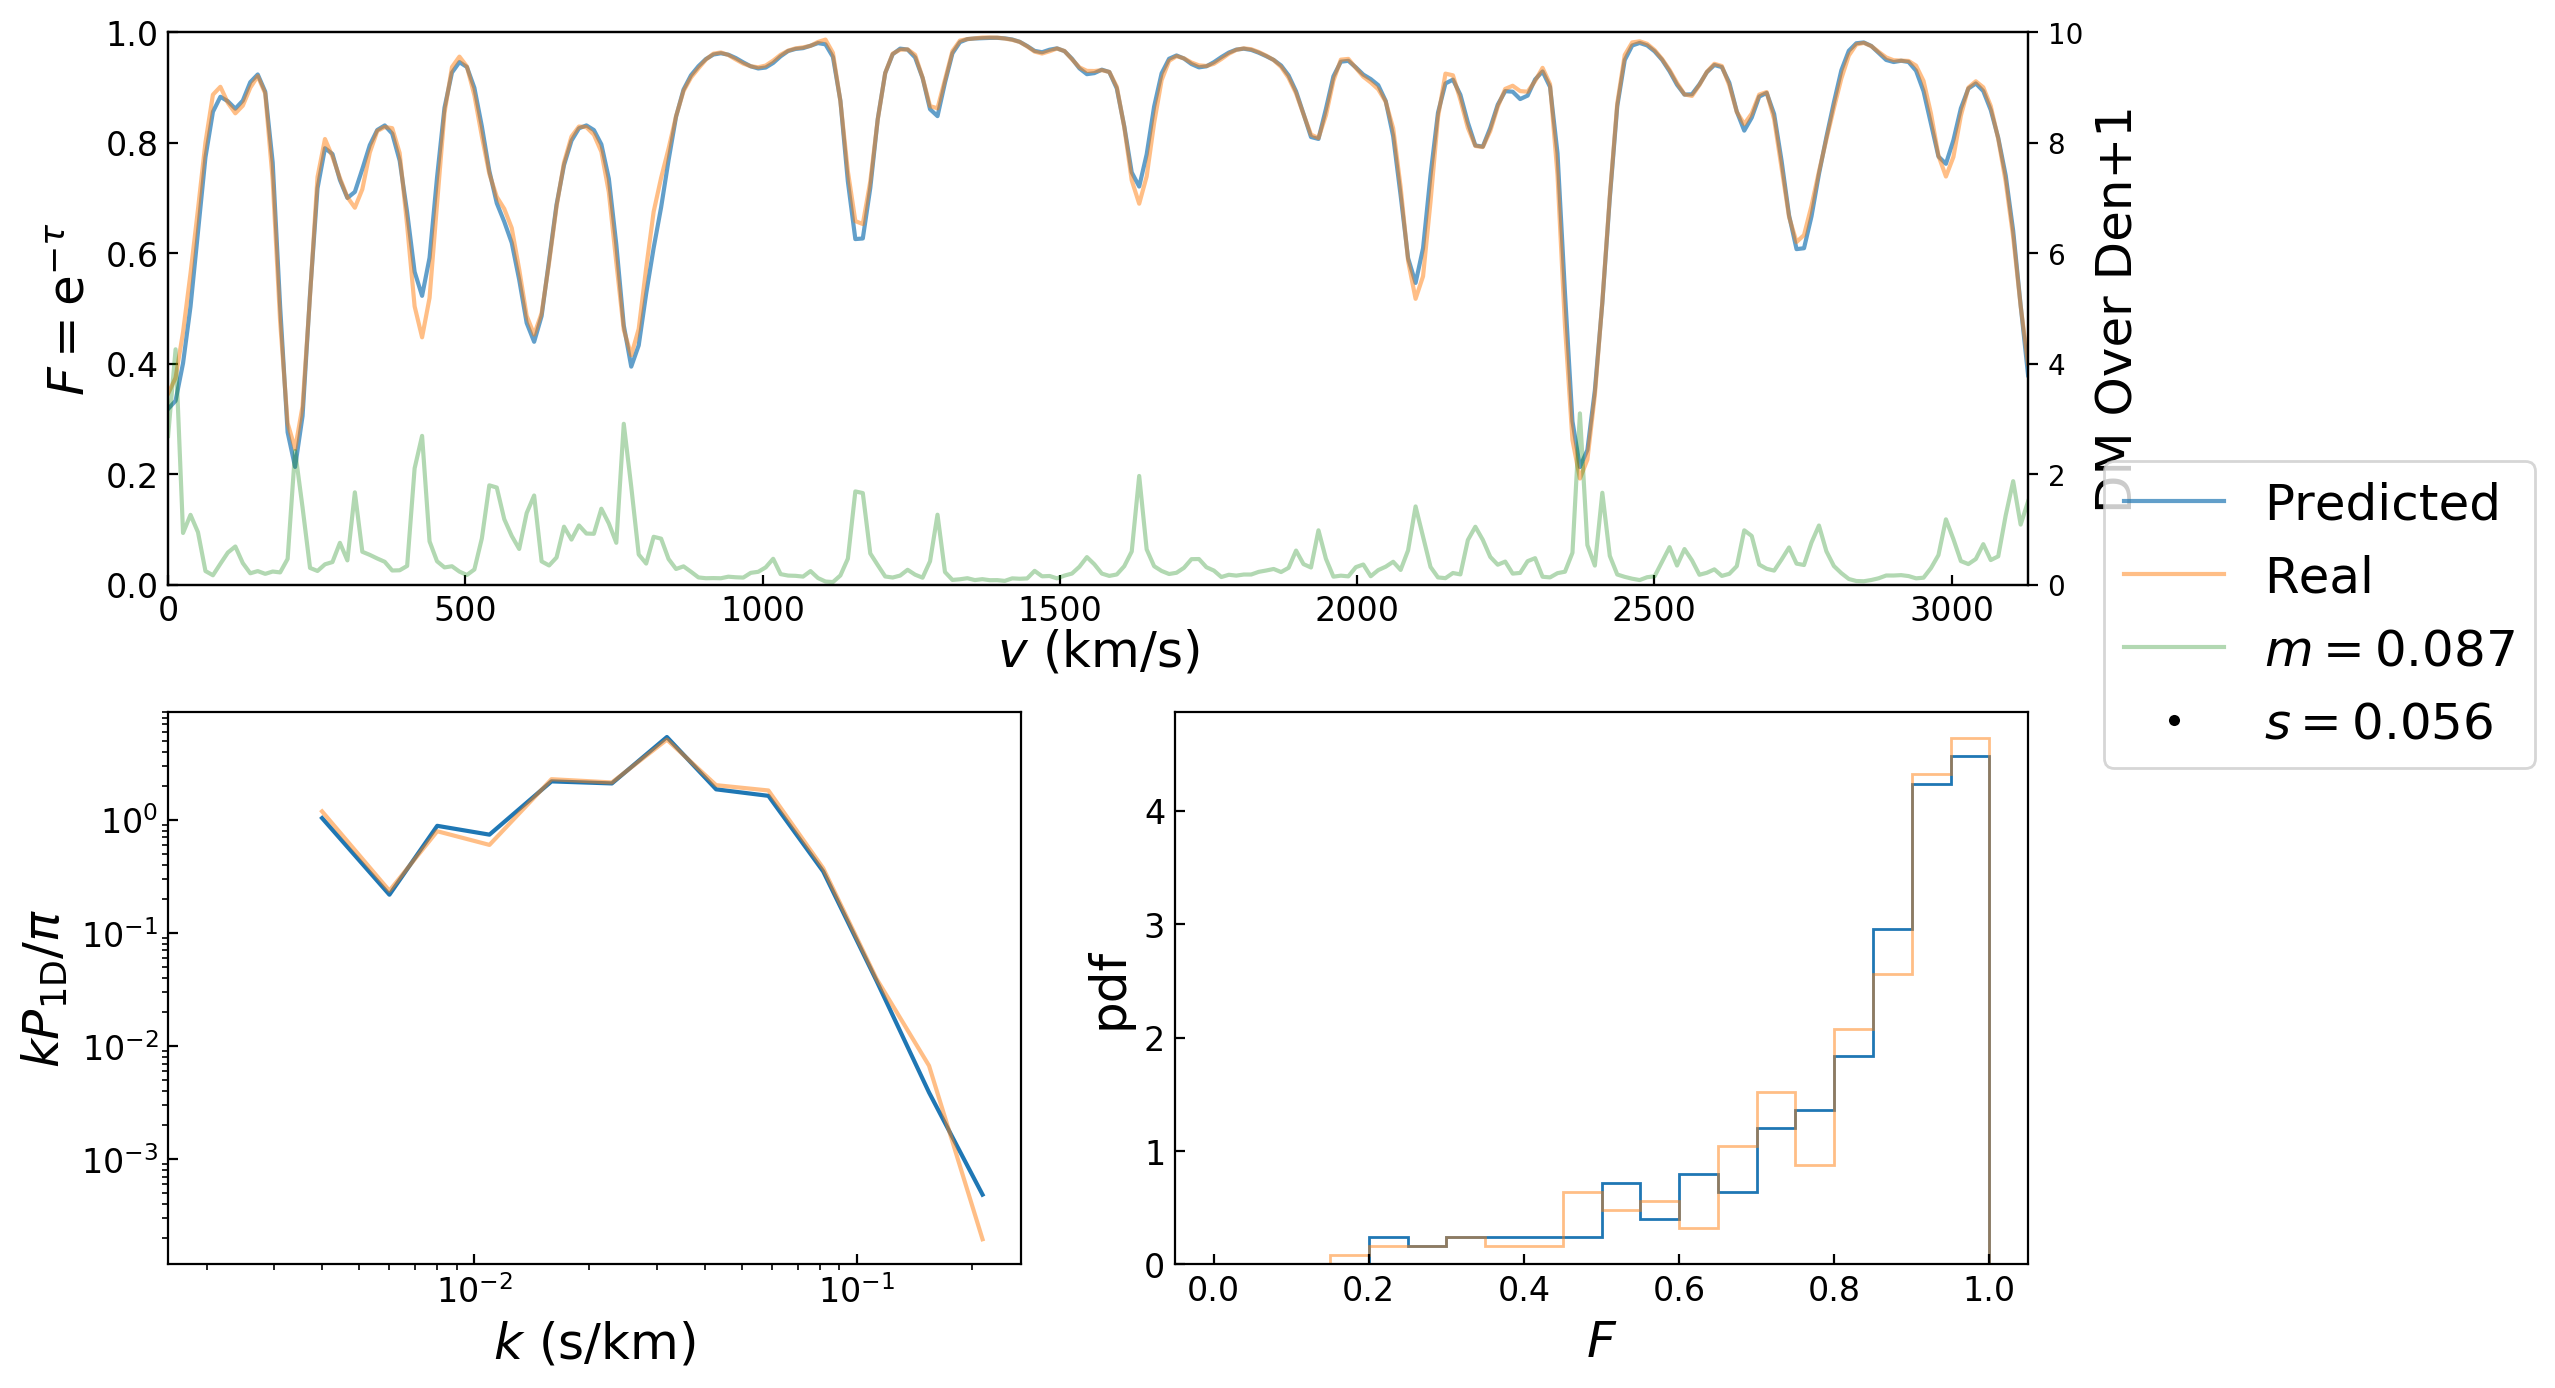 1.0
0.8
0.6
0.4
0.2
0.0
F = e^{−τ}
10
8
6
4
2
0
DM Over Den+1
0 500 1000 1500 2000 2500 3000
v (km/s)
Predicted
Real
m = 0.087
s = 0.056
10^0
10^{−1}
10^{−2}
10^{−3}
kP_{1D}/π
10^{−2} 10^{−1}
k (s/km)
4
3
2
1
0
pdf
0.0 0.2 0.4 0.6 0.8 1.0
F